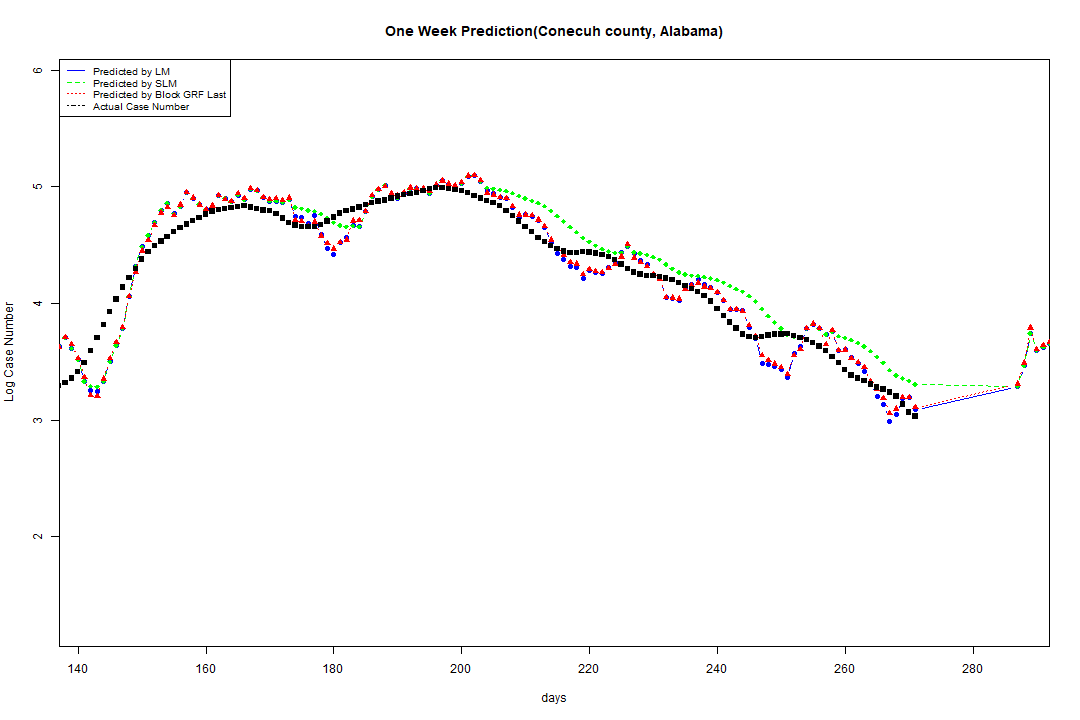 One Week Prediction(Conecuh county, Alabama)
Predicted by LM
Predicted by SLM
Predicted by Block GRF Last
Actual Case Number
6
5
4
3
2
Log Case Number
140 160 180 200 220 240 260 280
days